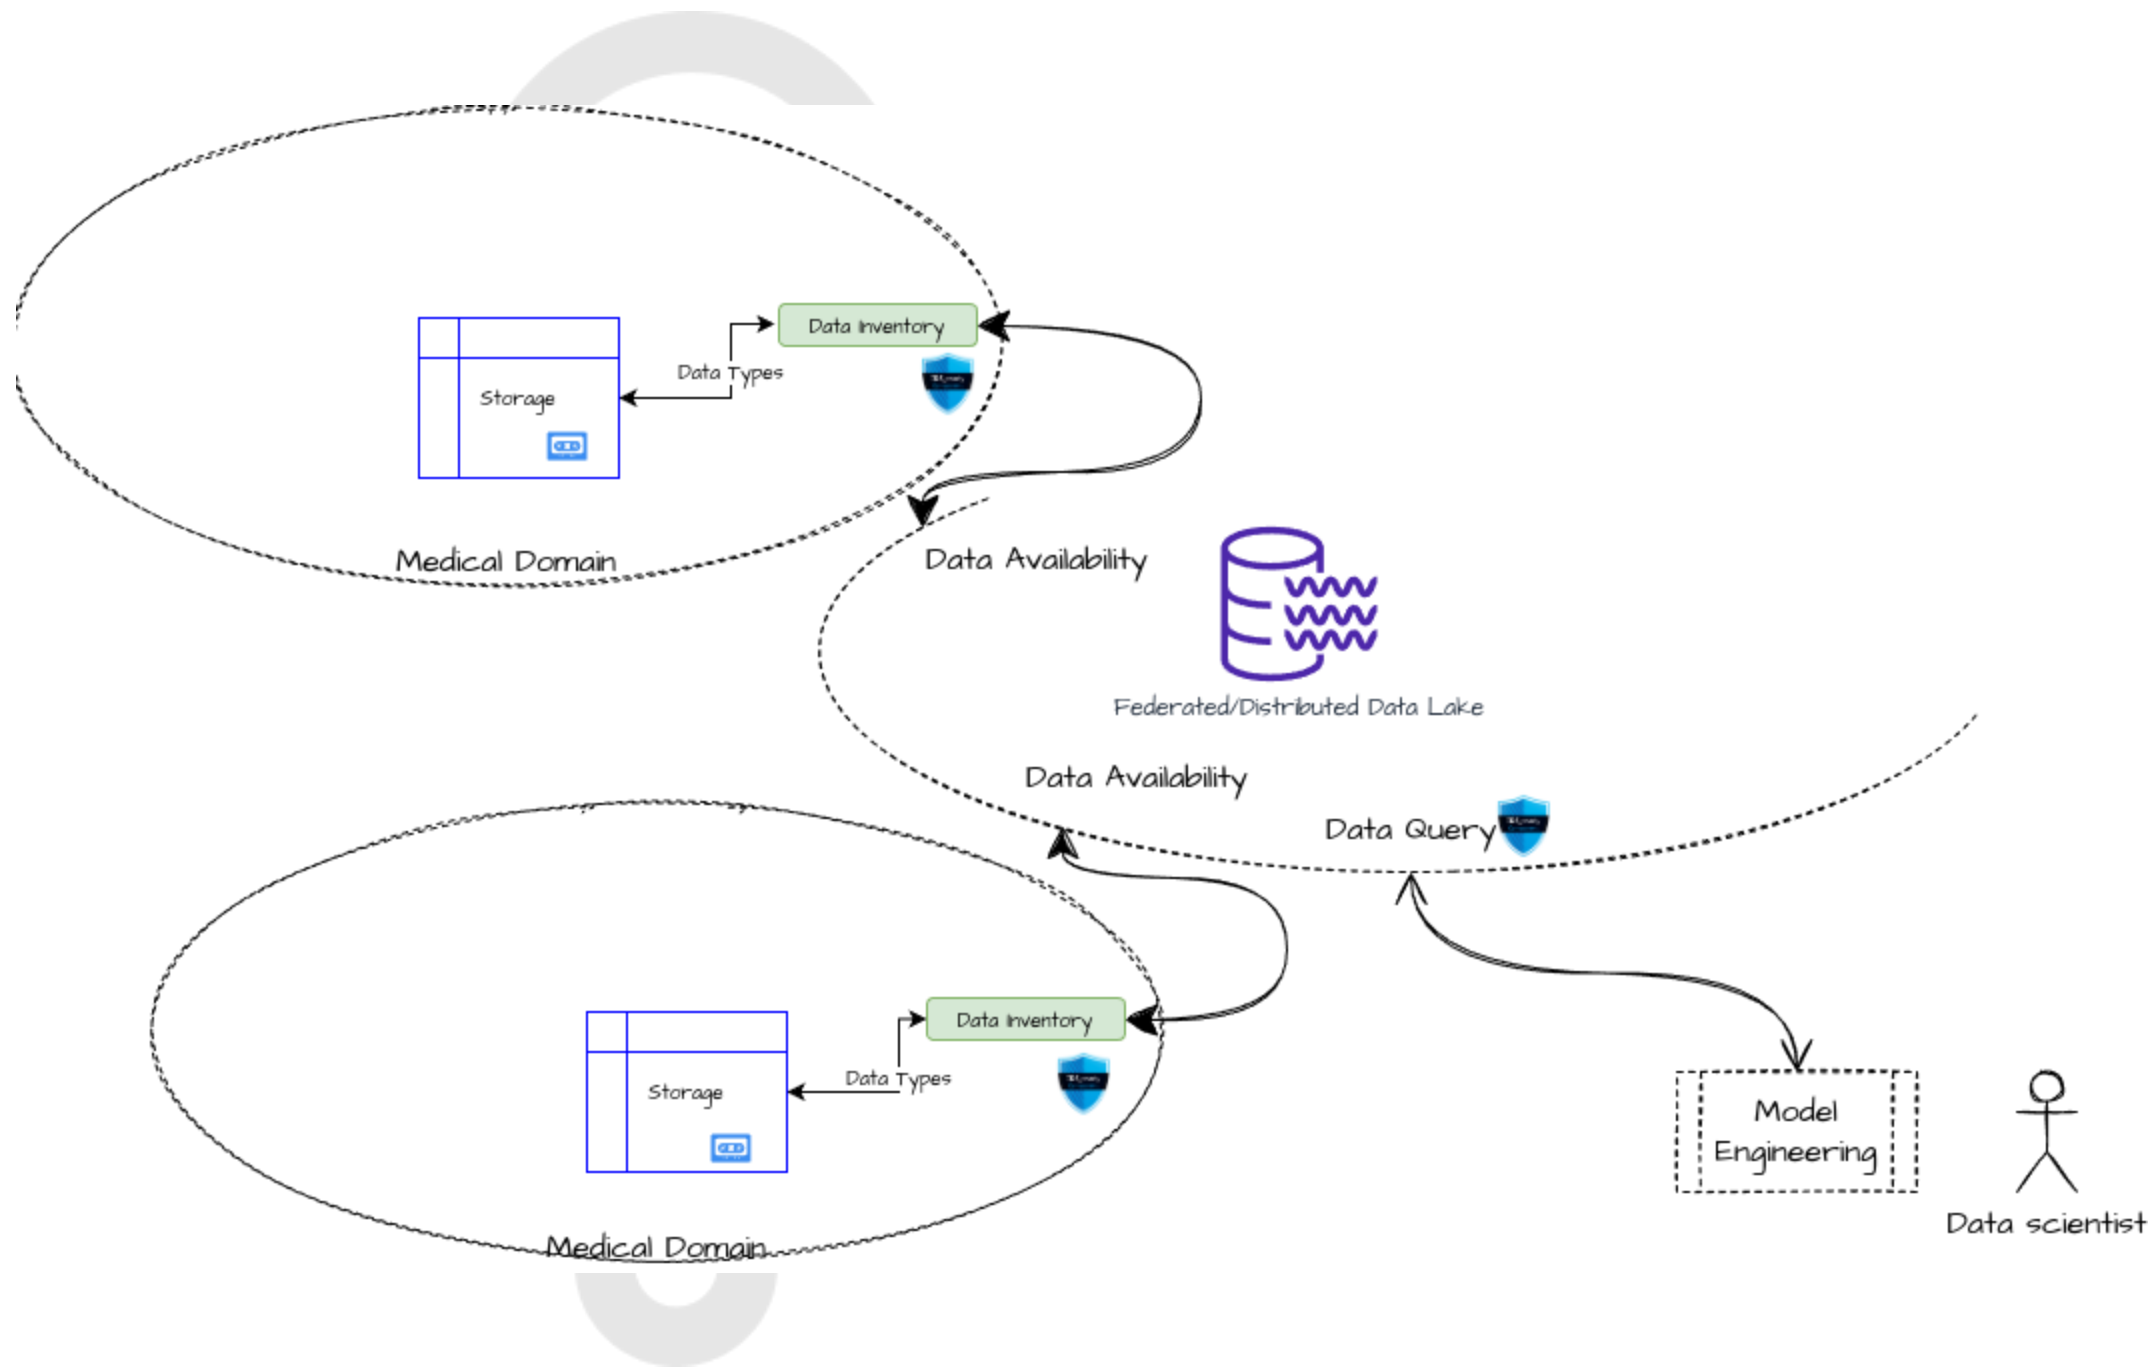 Data Inventory
Data Types
Storage
Medical Domain
Data Availability
Federated/Distributed Data Lake
Data Availability
Data Query
Data Inventory
Data Types
Storage
Medical Domain
Model
Engineering
Data scientist